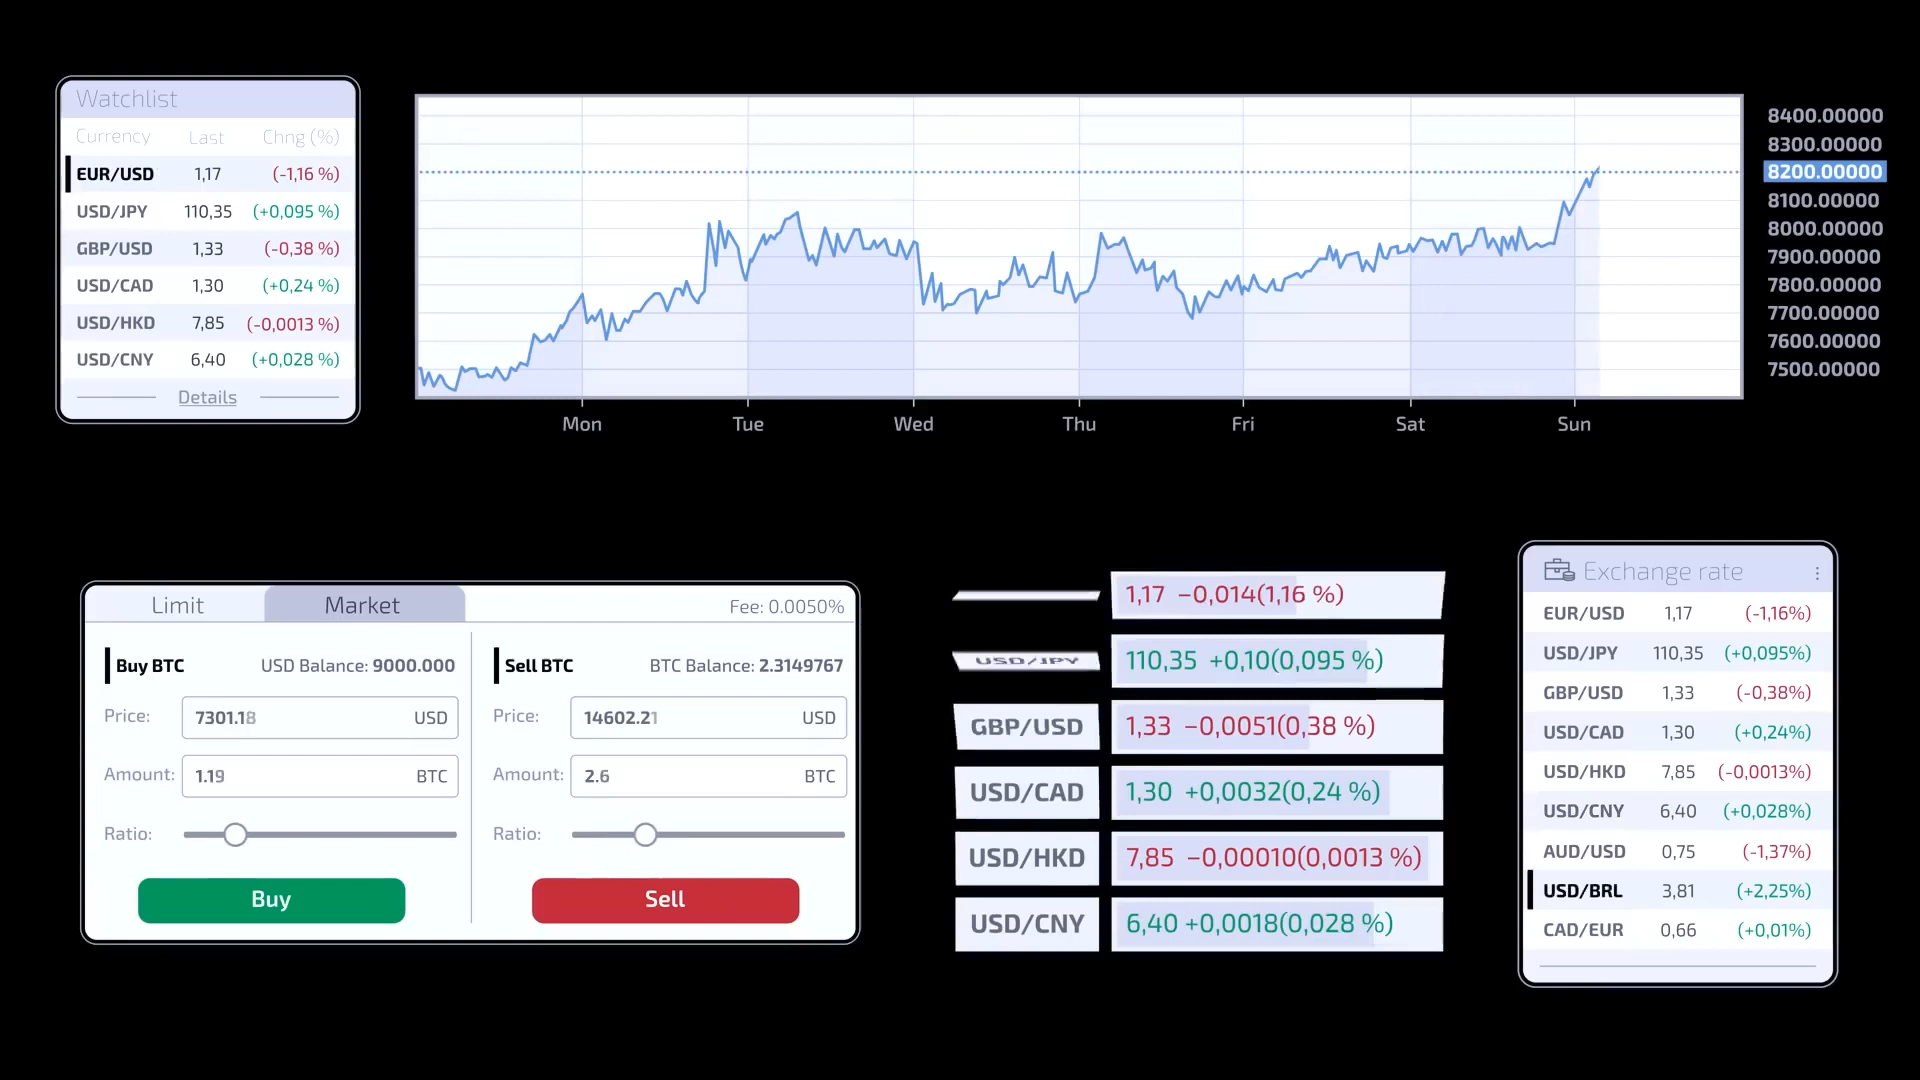 Watchlist
Currency Last Chng (%)
EUR/USD 1,17 (-1,16 %)
USD/JPY 110,35 (+0,095 %)
GBP/USD 1,33 (-0,38 %)
USD/CAD 1,30 (+0,24 %)
USD/HKD 7,85 (-0,0013 %)
USD/CNY 6,40 (+0,028 %)
Details
8400.00000
8300.00000
8200.00000
8100.00000
8000.00000
7900.00000
7800.00000
7700.00000
7600.00000
7500.00000
Mon Tue Wed Thu Fri Sat Sun
Limit Market Fee: 0.0050%
Buy BTC USD Balance: 9000.000
Price: 7301.18 USD
Amount: 1.19 BTC
Ratio:
Buy
Sell BTC BTC Balance: 2.3149767
Price: 14602.21 USD
Amount: 2.6 BTC
Ratio:
Sell
1,17 −0,014(1,16 %)
USD/JPY 110,35 +0,10(0,095 %)
GBP/USD 1,33 −0,0051(0,38 %)
USD/CAD 1,30 +0,0032(0,24 %)
USD/HKD 7,85 −0,00010(0,0013 %)
USD/CNY 6,40 +0,0018(0,028 %)
Exchange rate
EUR/USD 1,17 (-1,16%)
USD/JPY 110,35 (+0,095%)
GBP/USD 1,33 (-0,38%)
USD/CAD 1,30 (+0,24%)
USD/HKD 7,85 (-0,0013%)
USD/CNY 6,40 (+0,028%)
AUD/USD 0,75 (-1,37%)
USD/BRL 3,81 (+2,25%)
CAD/EUR 0,66 (+0,01%)